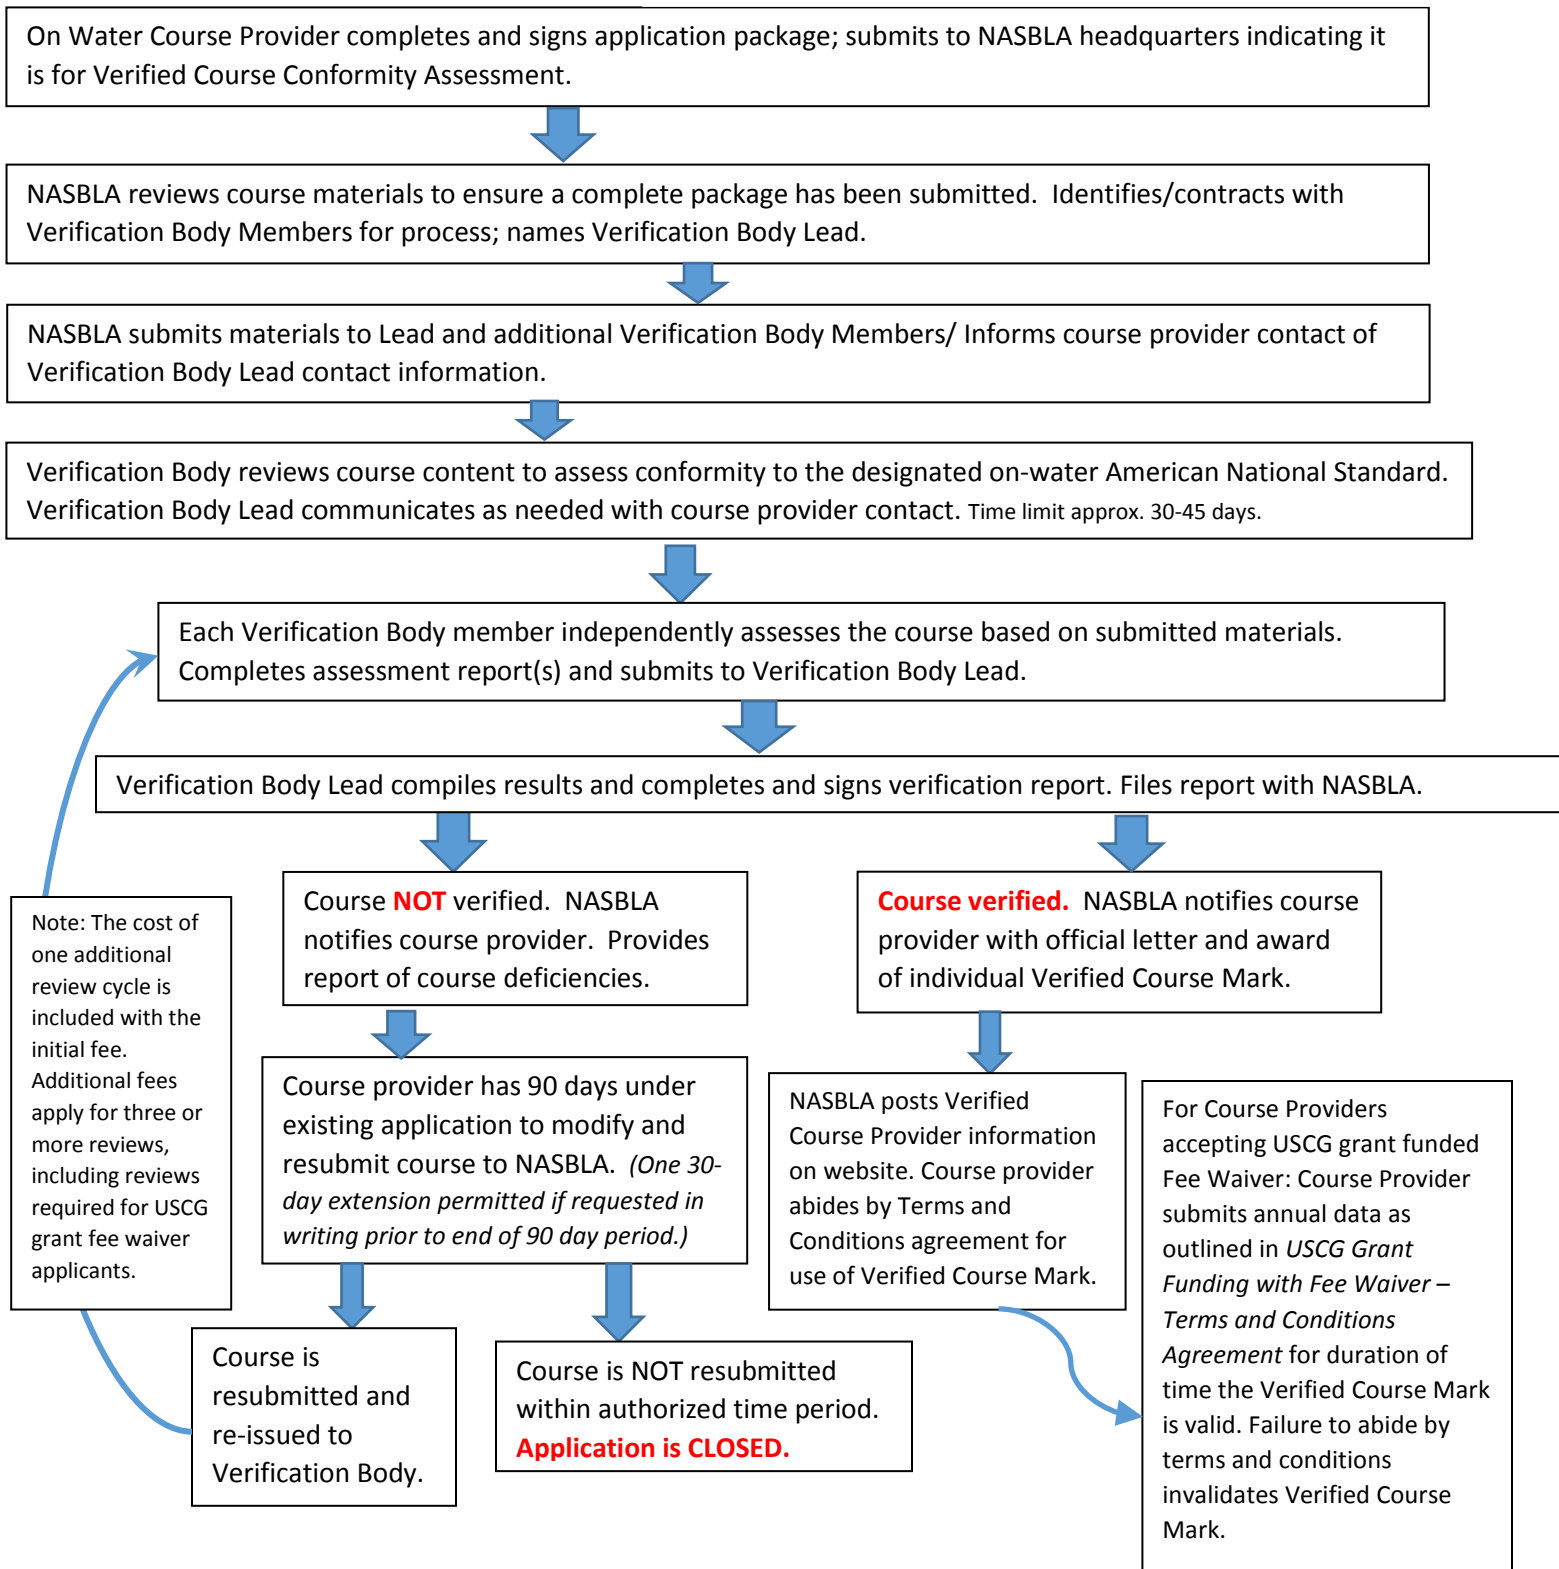 On Water Course Provider completes and signs application package; submits to NASBLA headquarters indicating it
is for Verified Course Conformity Assessment.
NASBLA reviews course materials to ensure a complete package has been submitted. Identifies/contracts with
Verification Body Members for process; names Verification Body Lead.
NASBLA submits materials to Lead and additional Verification Body Members/ Informs course provider contact of
Verification Body Lead contact information.
Verification Body reviews course content to assess conformity to the designated on-water American National Standard.
Verification Body Lead communicates as needed with course provider contact. Time limit approx. 30-45 days.
Each Verification Body member independently assesses the course based on submitted materials.
Completes assessment report(s) and submits to Verification Body Lead.
Verification Body Lead compiles results and completes and signs verification report. Files report with NASBLA.
Note: The cost of
one additional
review cycle is
included with the
initial fee.
Additional fees
apply for three or
more reviews,
including reviews
required for USCG
grant fee waiver
applicants.
Course NOT verified. NASBLA
notifies course provider. Provides
report of course deficiencies.
Course verified. NASBLA notifies course
provider with official letter and award
of individual Verified Course Mark.
Course provider has 90 days under
existing application to modify and
resubmit course to NASBLA. (One 30-
day extension permitted if requested in
writing prior to end of 90 day period.)
NASBLA posts Verified
Course Provider information
on website. Course provider
abides by Terms and
Conditions agreement for
use of Verified Course Mark.
For Course Providers
accepting USCG grant funded
Fee Waiver: Course Provider
submits annual data as
outlined in USCG Grant
Funding with Fee Waiver –
Terms and Conditions
Agreement for duration of
time the Verified Course Mark
is valid. Failure to abide by
terms and conditions
invalidates Verified Course
Mark.
Course is
resubmitted and
re-issued to
Verification Body.
Course is NOT resubmitted
within authorized time period.
Application is CLOSED.